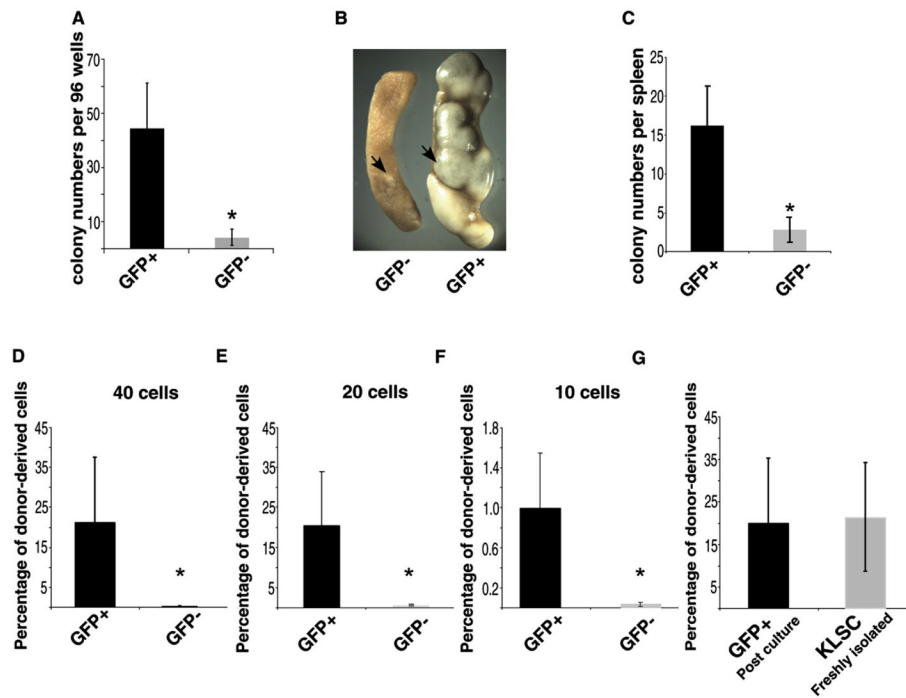 A
colony numbers per 96 wells
70
50
30
10
*
GFP+
GFP-
B
GFP-
GFP+
C
colony numbers per spleen
25
20
15
10
5
0
*
GFP+
GFP-
D
Percentage of donor-derived cells
40 cells
45
35
25
15
5
*
GFP+
GFP-
E
Percentage of donor-derived cells
20 cells
45
35
25
15
5
*
GFP+
GFP-
F
Percentage of donor-derived cells
10 cells
1.8
1.4
1.0
0.6
0.2
*
GFP+
GFP-
G
Percentage of donor-derived cells
45
35
25
15
5
GFP+
Post culture
KLSC
Freshly isolated